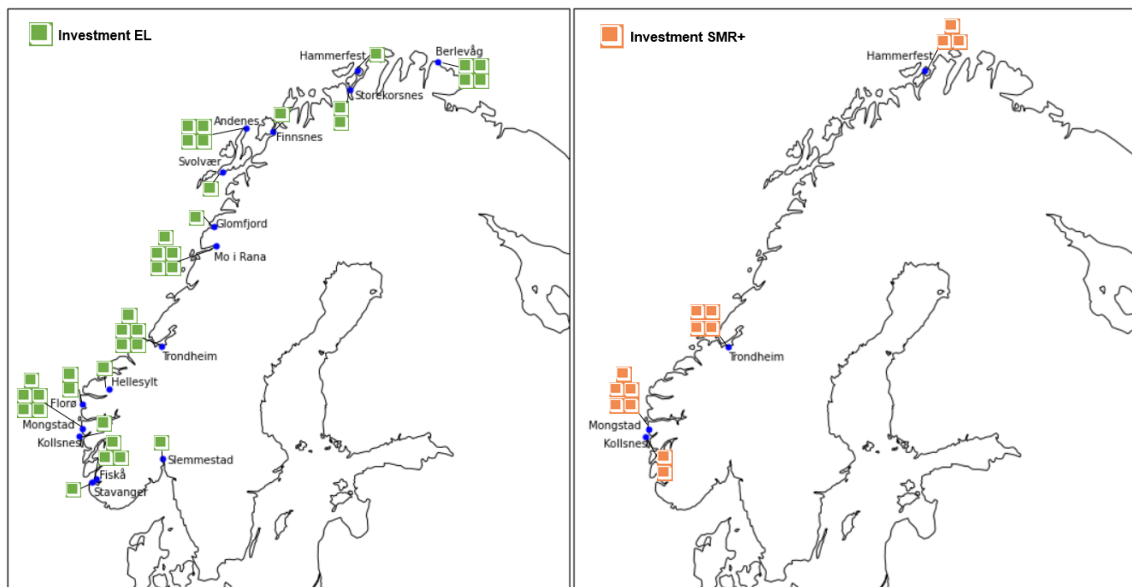 Investment EL
Hammerfest
Berlevåg
Storekorsnes
Andenes
Finnsnes
Svolvær
Glomfjord
Mo i Rana
Trondheim
Hellesylt
Florø
Mongstad
Kollsnes
Slemmestad
Fiskå
Stavanger
Investment SMR+
Hammerfest
Trondheim
Mongstad
Kollsnes